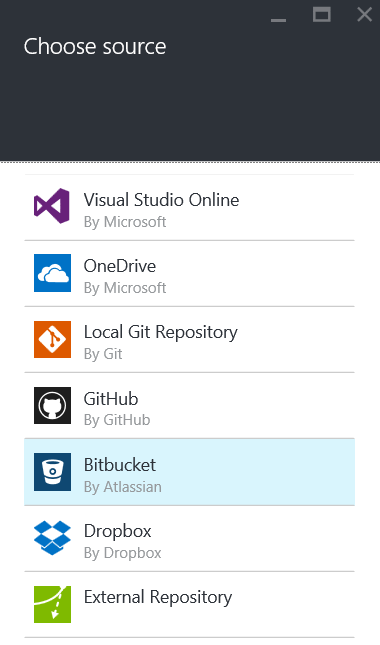 Choose source
Visual Studio Online
By Microsoft
OneDrive
By Microsoft
Local Git Repository
By Git
GitHub
By GitHub
Bitbucket
By Atlassian
Dropbox
By Dropbox
External Repository